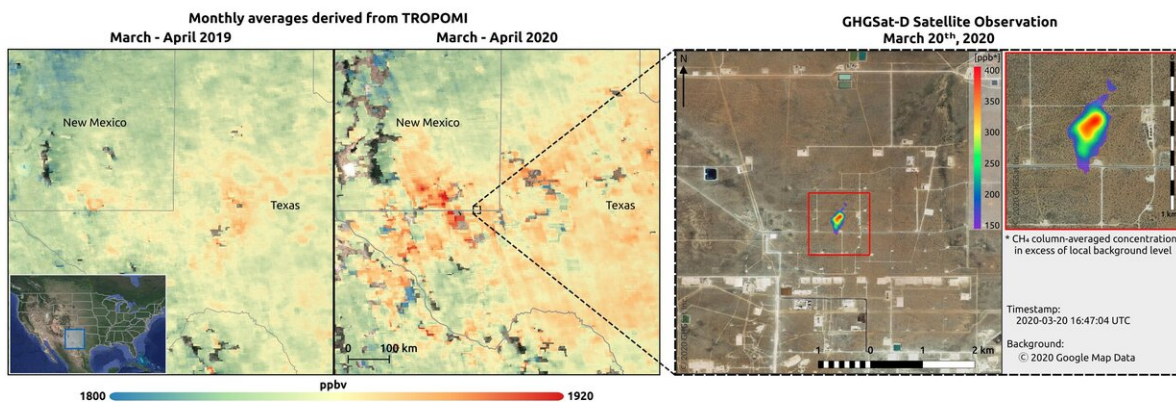 Monthly averages derived from TROPOMI
March - April 2019
March - April 2020
New Mexico
Texas
New Mexico
Texas
0 100 km
ppbv
1800
1920
GHGSat-D Satellite Observation
March 20th, 2020
N
[ppb*]
400
350
300
250
200
150
1 0 1 2 km
0
1 km
* CH₄ column-averaged concentration
in excess of local background level
Timestamp:
2020-03-20 16:47:04 UTC
Background:
© 2020 Google Map Data